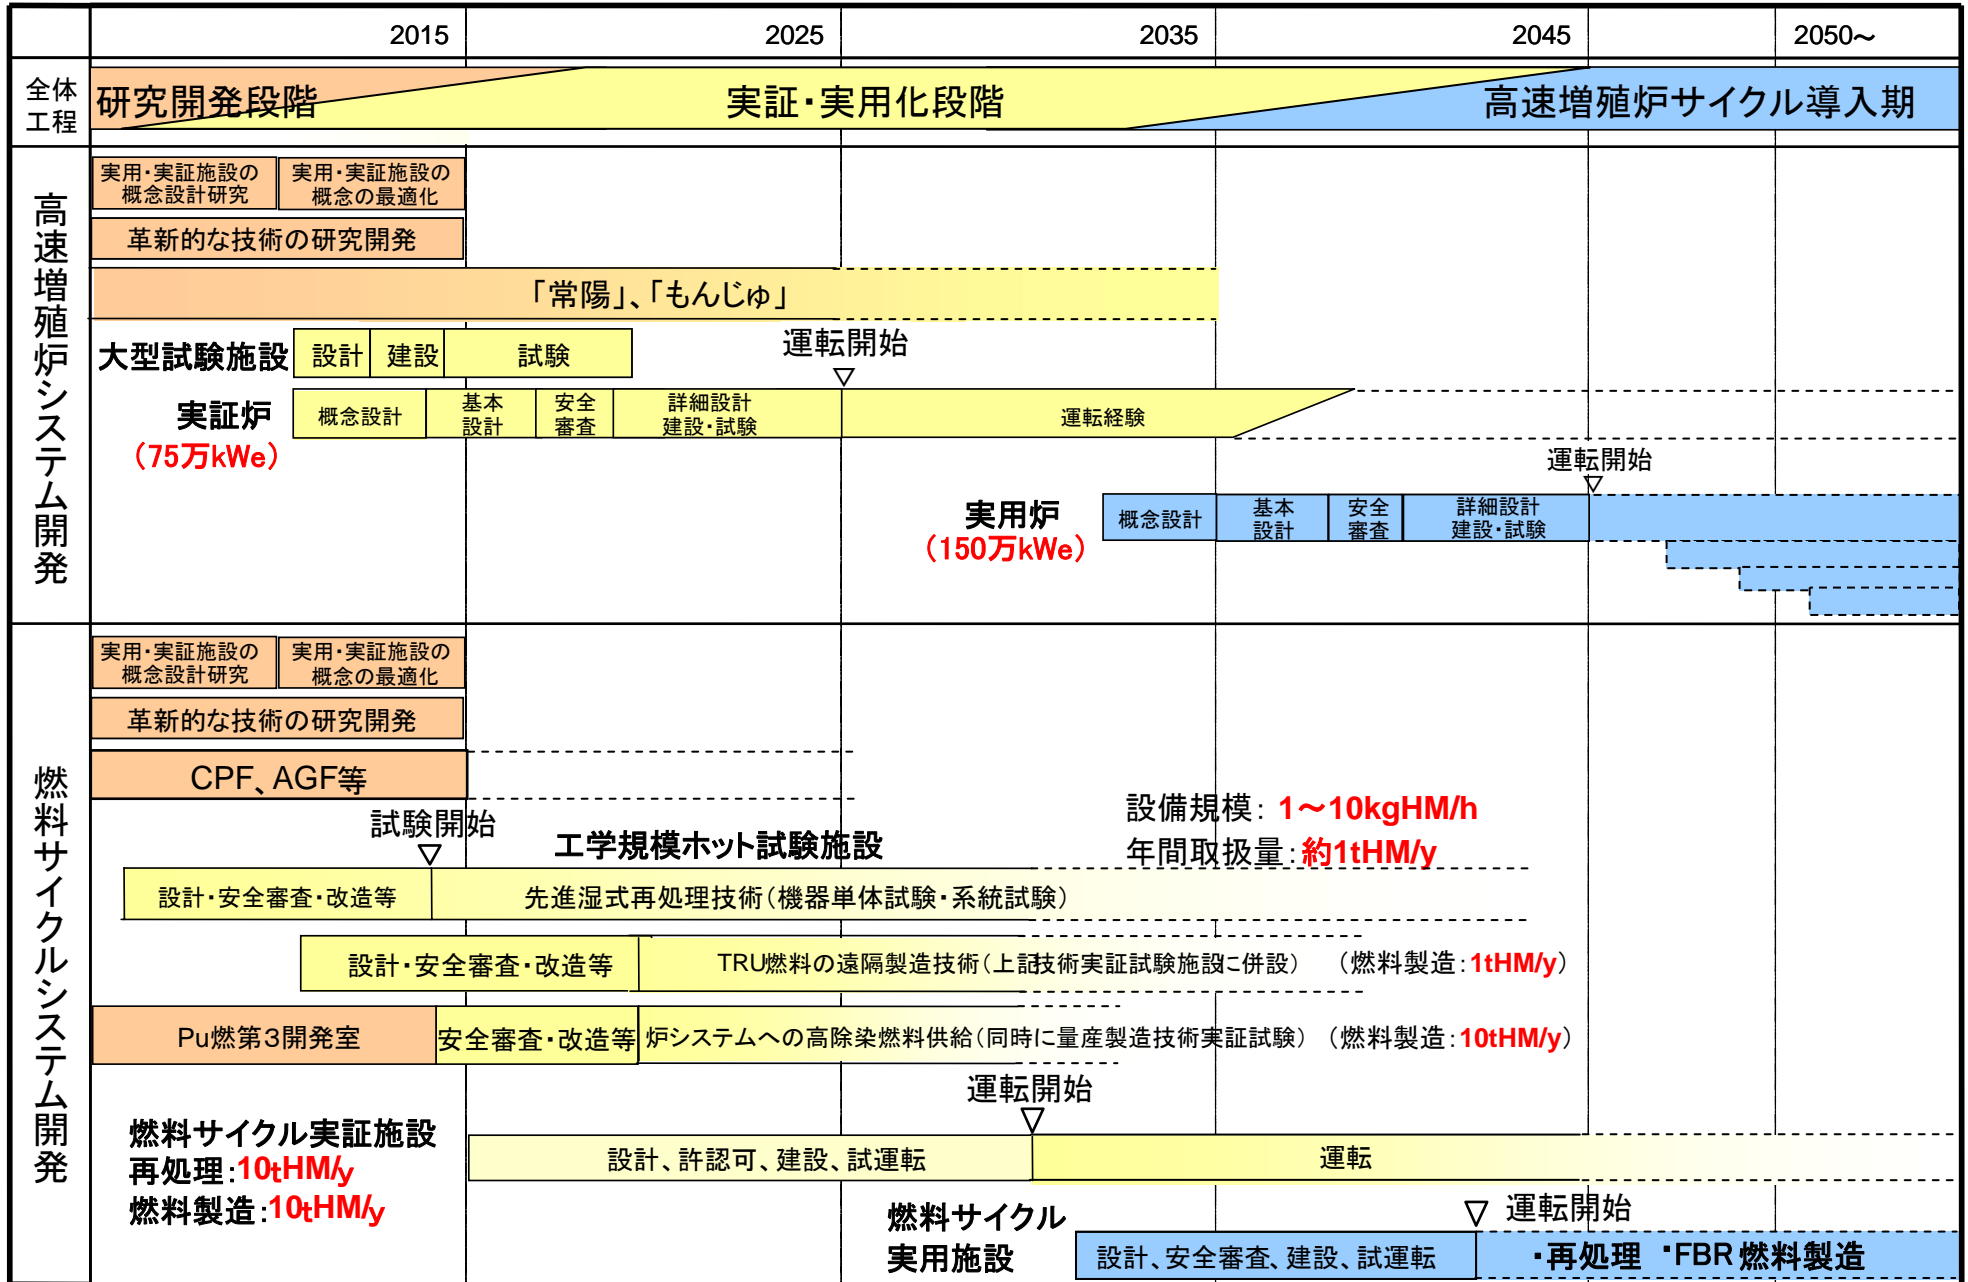 2015
2025
2035
2045
2050～
全体
工程
研究開発段階
実証・実用化段階
高速増殖炉サイクル導入期
高速増殖炉システム開発
実用・実証施設の
概念設計研究
実用・実証施設の
概念の最適化
革新的な技術の研究開発
「常陽」、「もんじゅ」
大型試験施設
設計
建設
試験
運転開始
実証炉
（75万kWe）
概念設計
基本
設計
安全
審査
詳細設計
建設・試験
運転経験
運転開始
実用炉
（150万kWe）
概念設計
基本
設計
安全
審査
詳細設計
建設・試験
燃料サイクルシステム開発
実用・実証施設の
概念設計研究
実用・実証施設の
概念の最適化
革新的な技術の研究開発
CPF、AGF等
試験開始
工学規模ホット試験施設
設備規模：1～10kgHM/h
年間取扱量：約1tHM/y
設計・安全審査・改造等
先進湿式再処理技術（機器単体試験・系統試験）
設計・安全審査・改造等
TRU燃料の遠隔製造技術（上記技術実証試験施設に併設）
（燃料製造：1tHM/y）
Pu燃第３開発室
安全審査・改造等
炉システムへの高除染燃料供給（同時に量産製造技術実証試験）
（燃料製造：10tHM/y）
運転開始
燃料サイクル実証施設
再処理：10tHM/y
燃料製造：10tHM/y
設計、許認可、建設、試運転
運転
運転開始
燃料サイクル
実用施設
設計、安全審査、建設、試運転
・再処理 ・FBR燃料製造